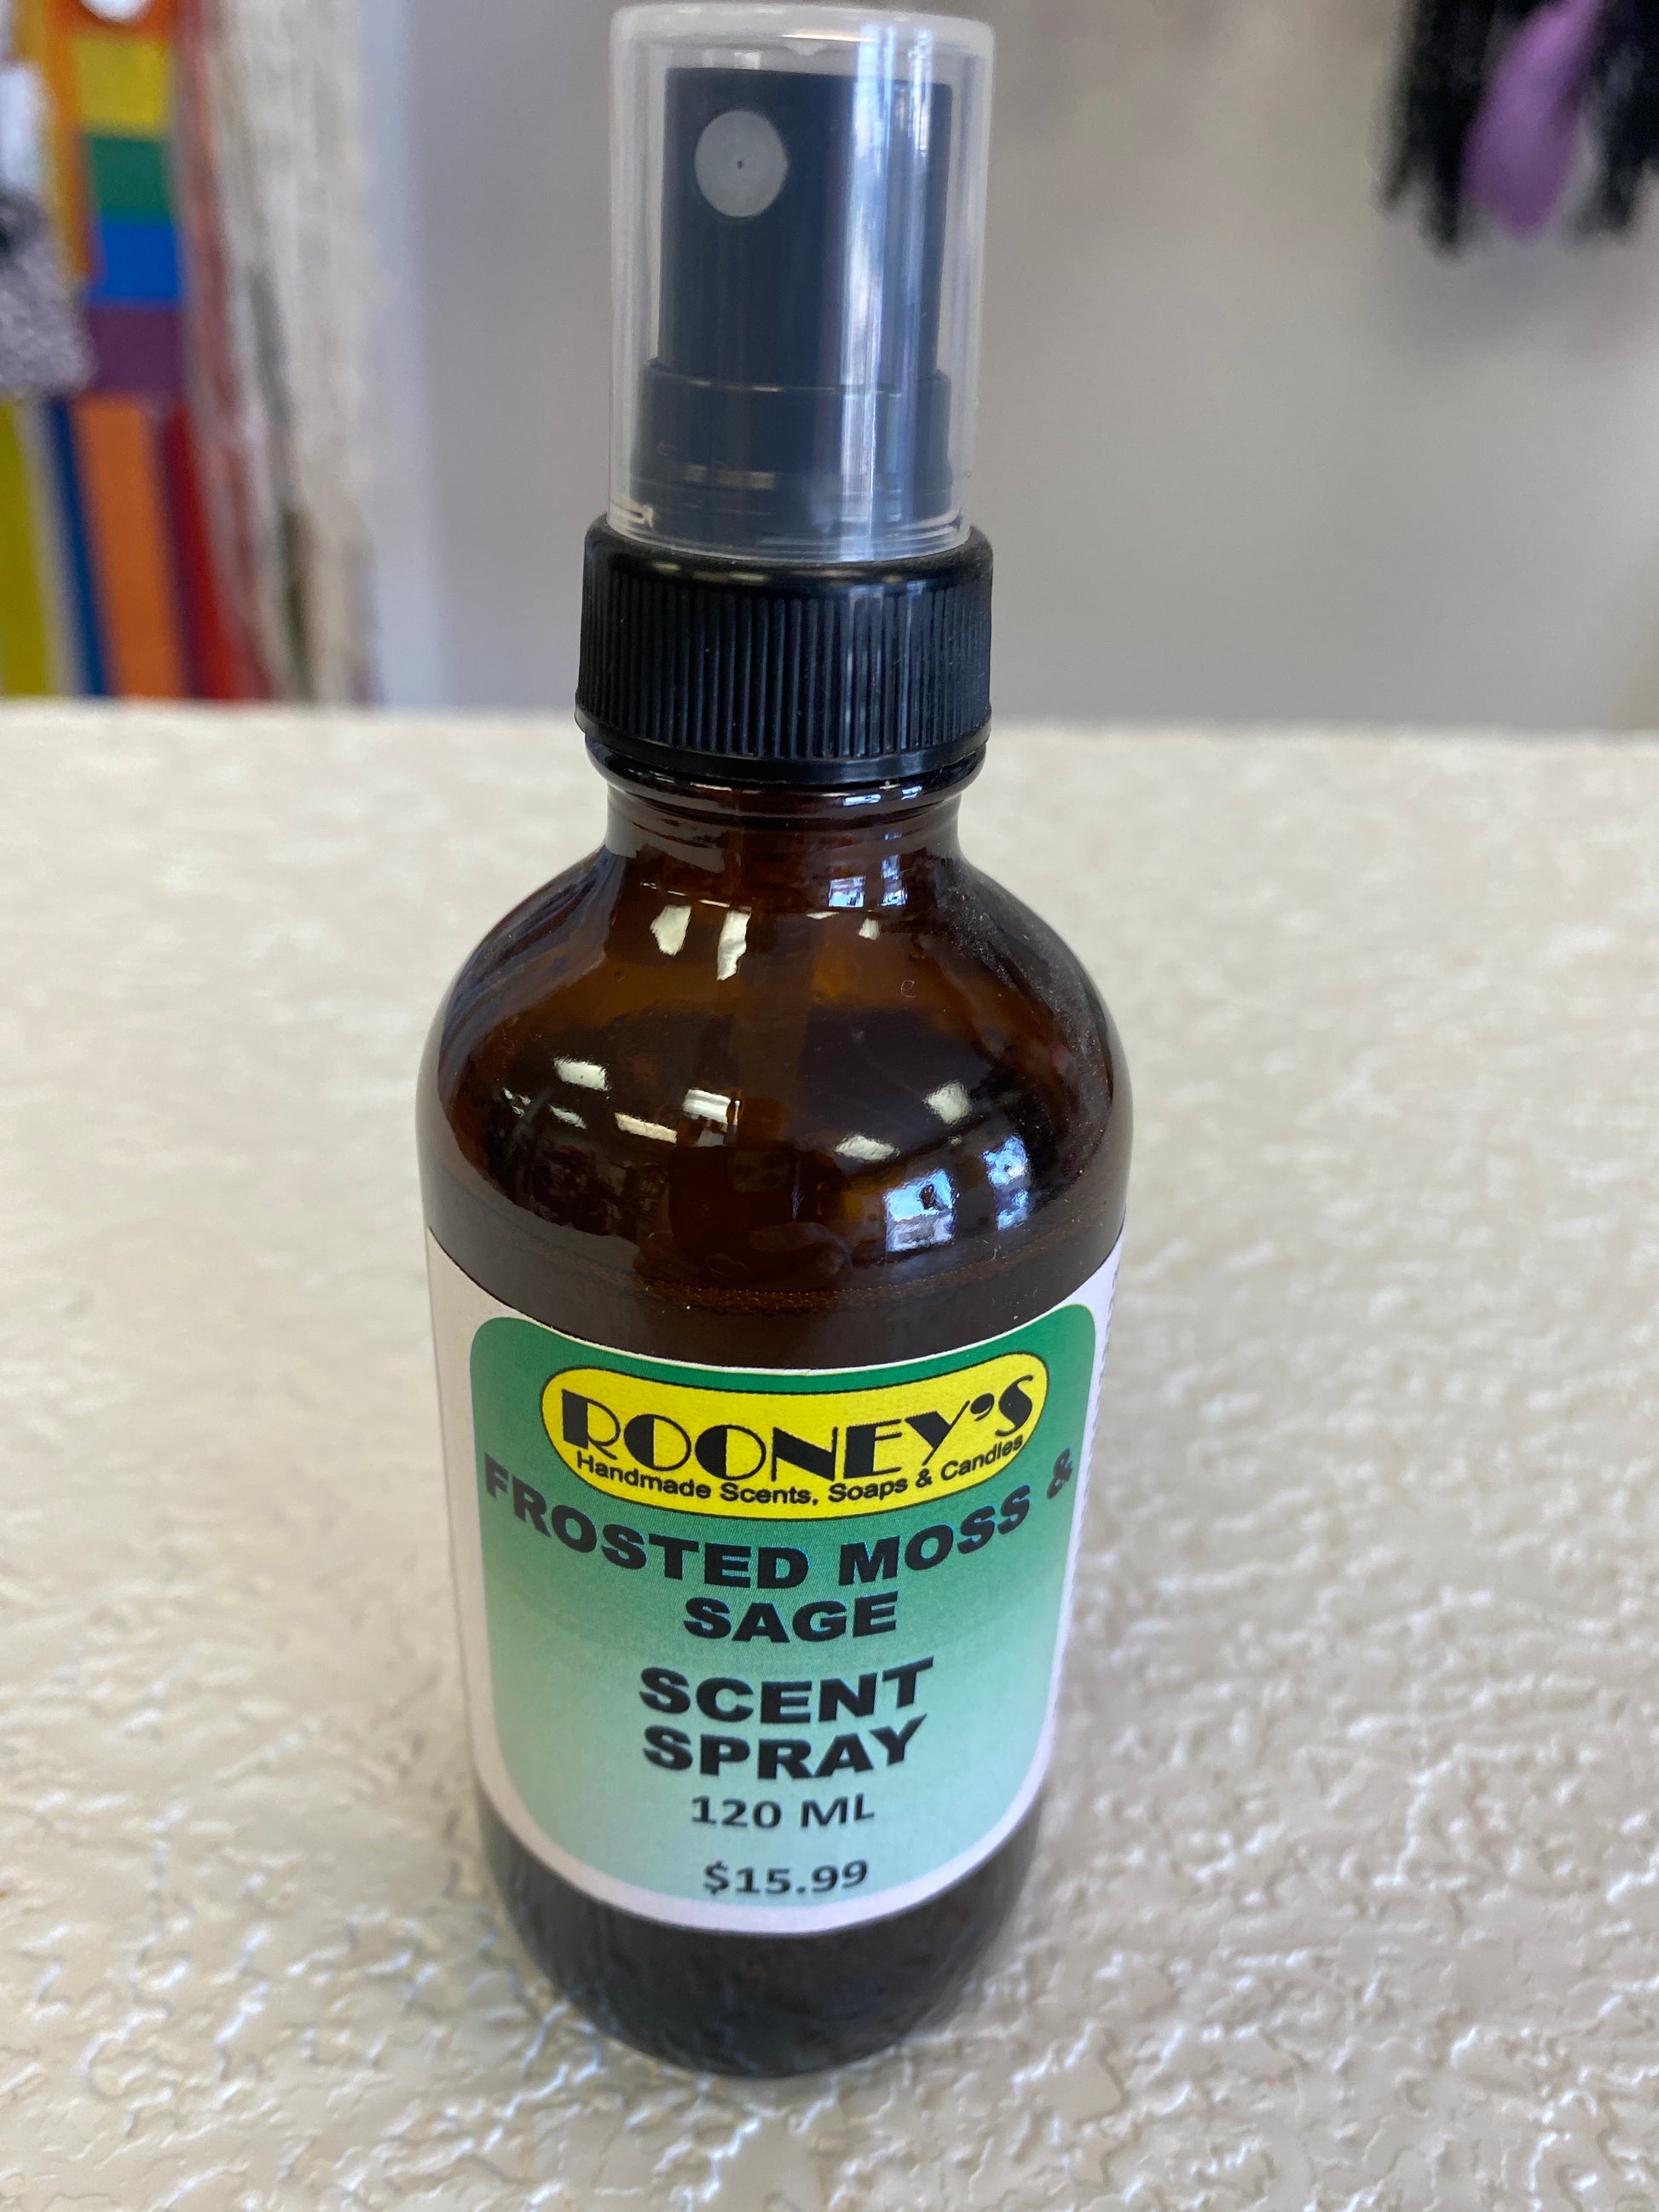 ROONEY'S
Handmade Scents, Soaps & Candles
FROSTED MOSS &
SAGE
SCENT
SPRAY
120 ML
$15.99